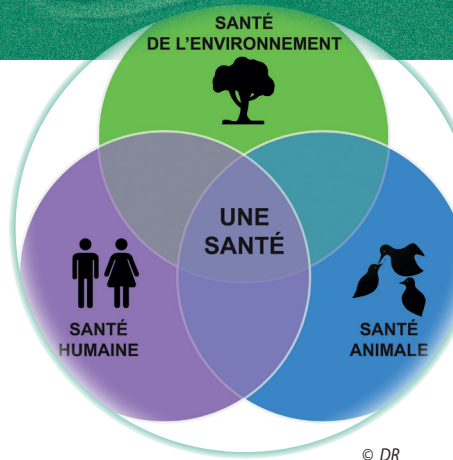 SANTÉ
DE L'ENVIRONNEMENT
UNE
SANTÉ
SANTÉ
HUMAINE
SANTÉ
ANIMALE
© DR